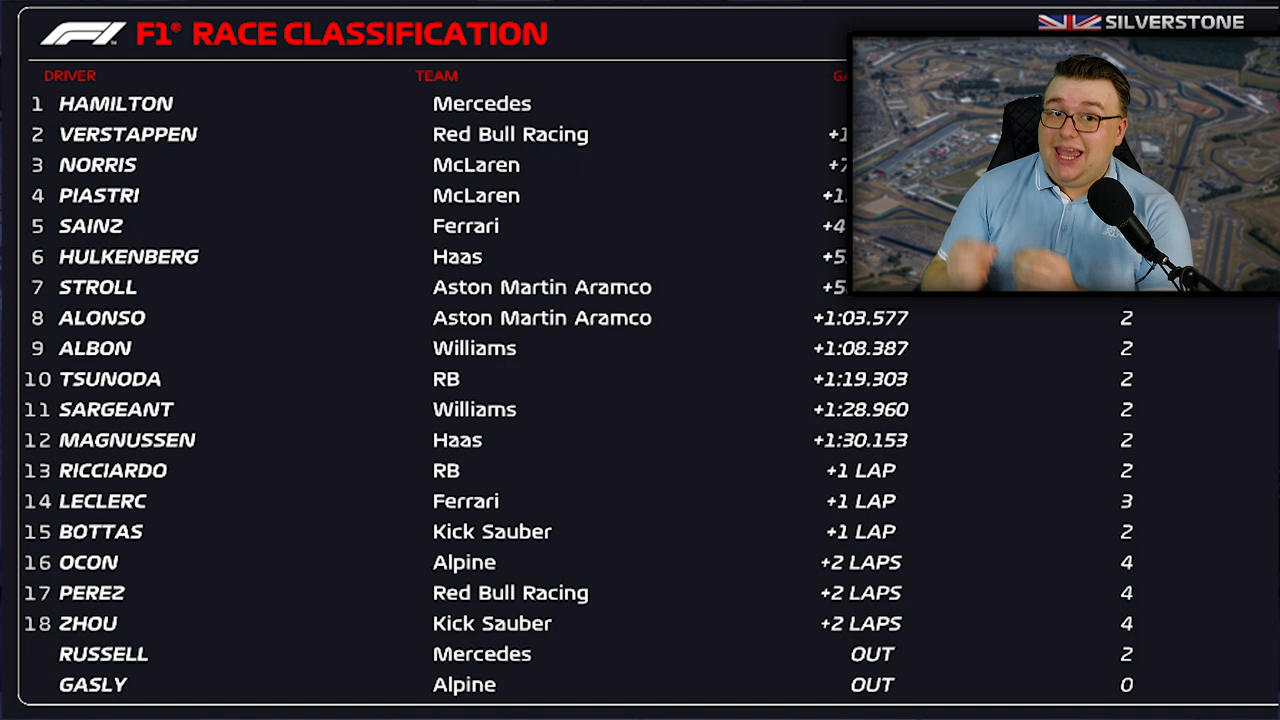 F1® RACE CLASSIFICATION
SILVERSTONE
DRIVER TEAM
1 HAMILTON Mercedes
2 VERSTAPPEN Red Bull Racing
3 NORRIS McLaren
4 PIASTRI McLaren
5 SAINZ Ferrari
6 HULKENBERG Haas
7 STROLL Aston Martin Aramco
8 ALONSO Aston Martin Aramco +1:03.577 2
9 ALBON Williams +1:08.387 2
10 TSUNODA RB +1:19.303 2
11 SARGEANT Williams +1:28.960 2
12 MAGNUSSEN Haas +1:30.153 2
13 RICCIARDO RB +1 LAP 2
14 LECLERC Ferrari +1 LAP 3
15 BOTTAS Kick Sauber +1 LAP 2
16 OCON Alpine +2 LAPS 4
17 PEREZ Red Bull Racing +2 LAPS 4
18 ZHOU Kick Sauber +2 LAPS 4
RUSSELL Mercedes OUT 2
GASLY Alpine OUT 0